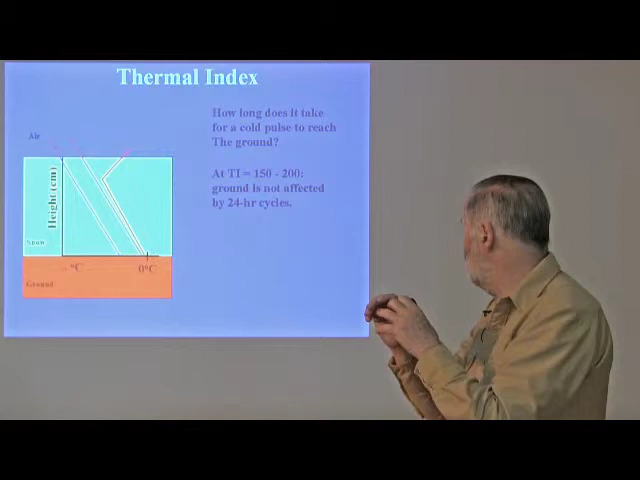 Thermal Index
How long does it take
for a cold pulse to reach
The ground?
Air
At TI = 150 - 200:
ground is not affected
by 24-hr cycles.
Height (cm)
Snow
- °C
0°C
Ground